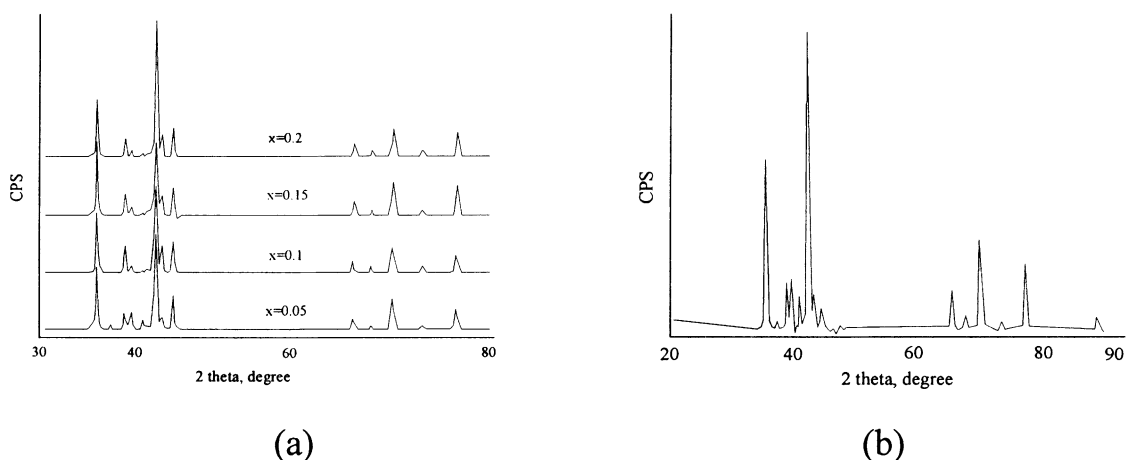 CPS
x=0.2
x=0.15
x=0.1
x=0.05
30 40 60 80
2 theta, degree
(a)
CPS
20 40 60 80 90
2 theta, degree
(b)